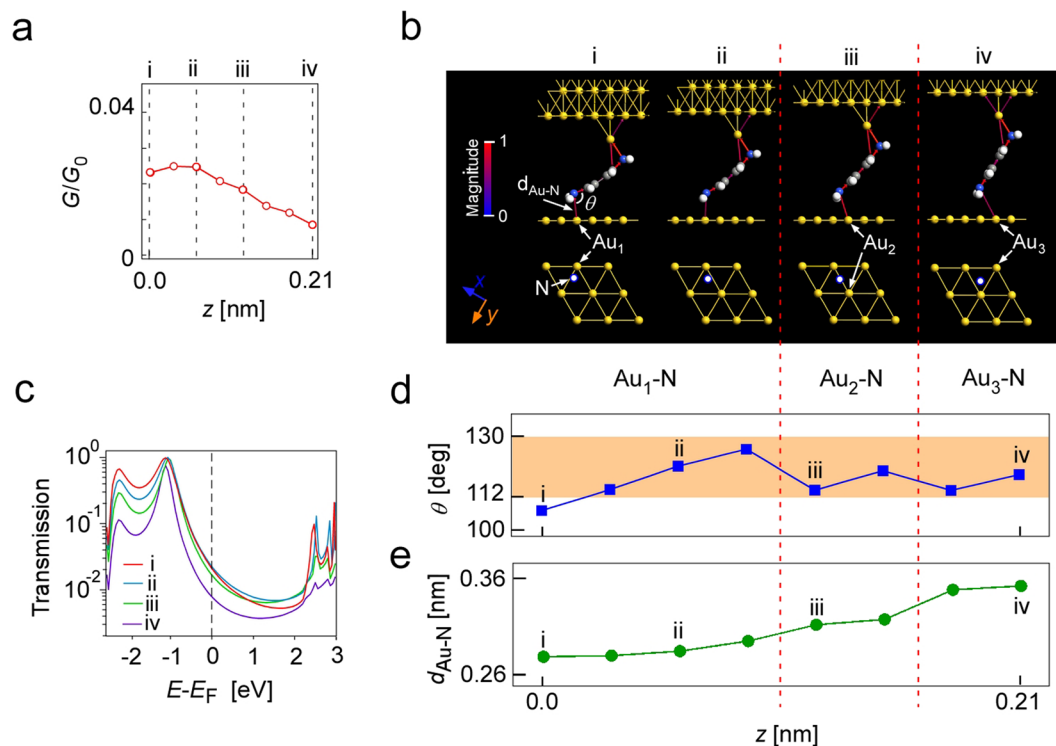 a
i ii iii iv
0.04
G/G0
0
0.0 0.21
z [nm]
b
i ii iii iv
1
Magnitude
0
dAu-N
θ
Au1
Au2
Au3
N
x
y
Au1-N Au2-N Au3-N
c
10^0
10^-1
10^-2
Transmission
i
ii
iii
iv
-2 -1 0 1 2 3
E-EF [eV]
d
130
112
100
θ [deg]
i
ii
iii
iv
e
0.36
0.26
dAu-N [nm]
i
ii
iii
iv
0.0 0.21
z [nm]